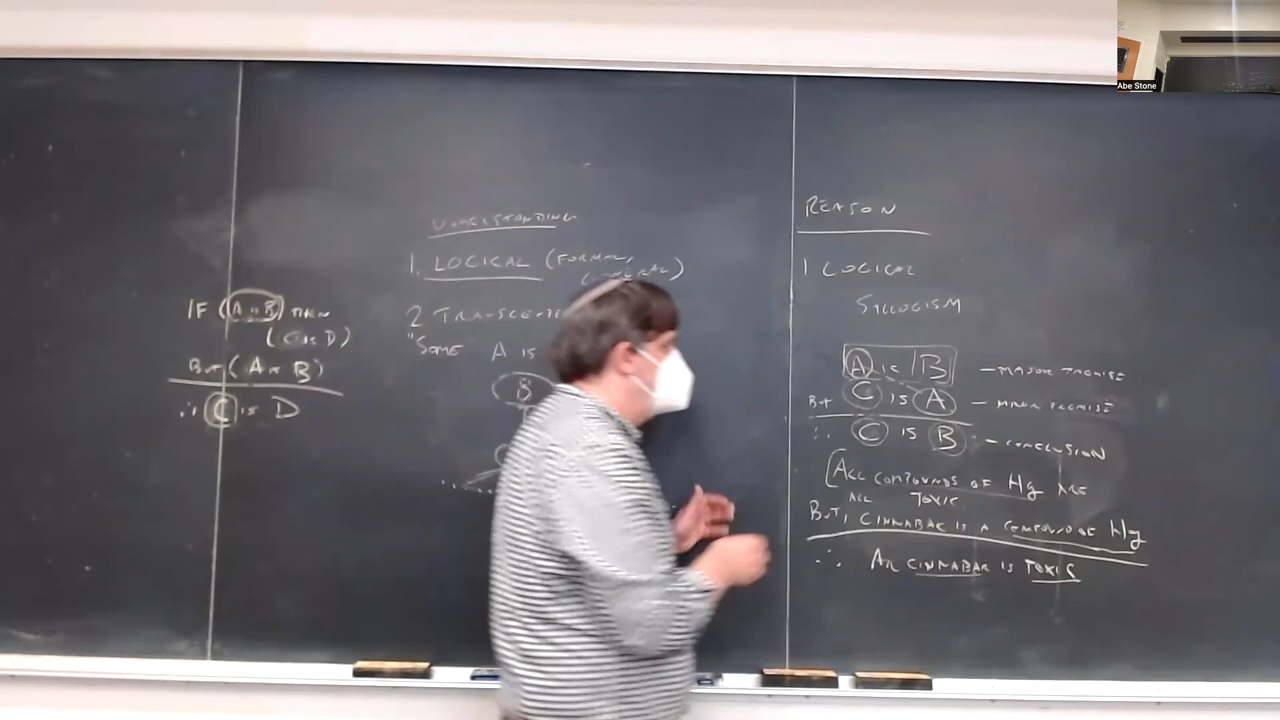 IF (A is B) THEN
(C is D)
BUT (A is B)
∴ C is D
UNDERSTANDING
1. LOGICAL (FORMAL,
GENERAL)
2 TRANSCENDE
"SOME A IS
B
REASON
1 LOGICAL
SYLLOGISM
A is B — MAJOR PREMISE
BUT C is A — MINOR PREMISE
∴ C is B — CONCLUSION
ALL COMPOUNDS OF Hg ARE
TOXIC
BUT, ALL CINNABAR IS A COMPOUND OF Hg
∴ ALL CINNABAR IS TOXIC
Abe Stone